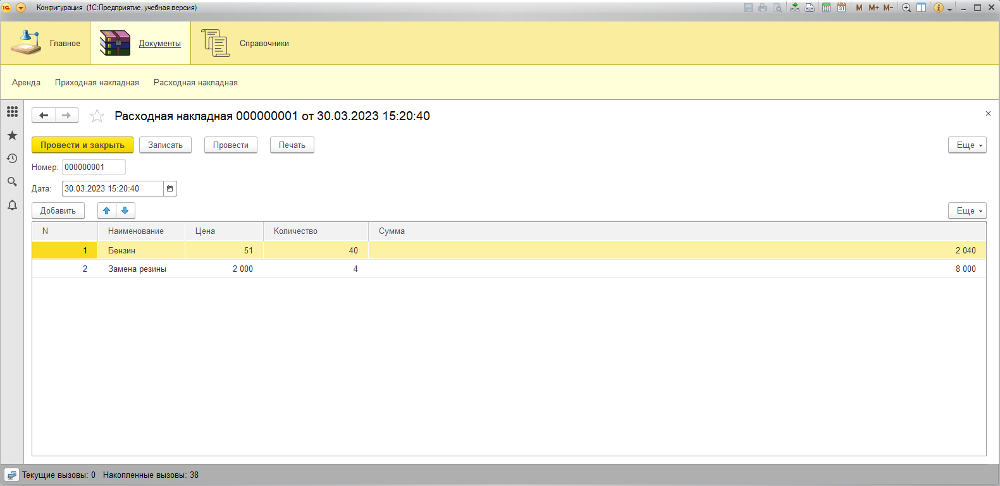 Конфигурация (1С:Предприятие, учебная версия)
31 M M+ M-
Главное Документы Справочники
Аренда Приходная накладная Расходная накладная
Расходная накладная 000000001 от 30.03.2023 15:20:40
Провести и закрыть Записать Провести Печать Еще
Номер: 000000001
Дата: 30.03.2023 15:20:40
Добавить Еще
N Наименование Цена Количество Сумма
1 Бензин 51 40 2 040
2 Замена резины 2 000 4 8 000
Текущие вызовы: 0 Накопленные вызовы: 38